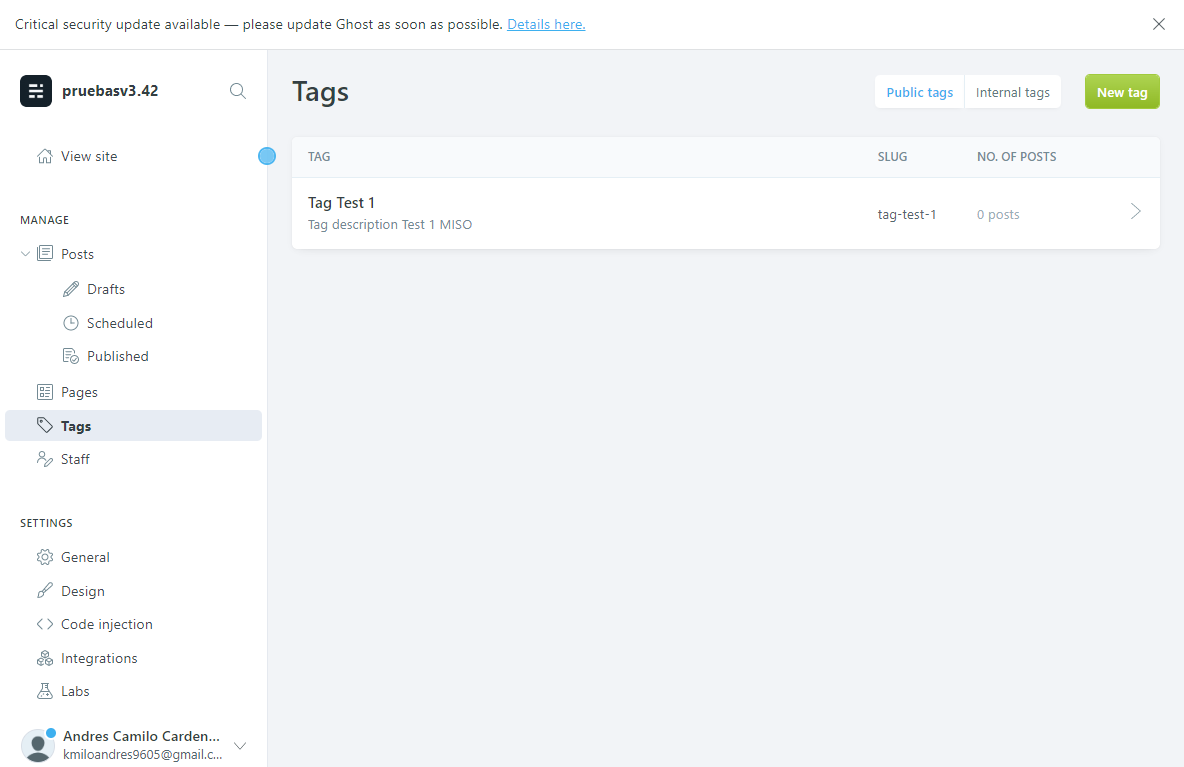 Critical security update available — please update Ghost as soon as possible. Details here.
pruebasv3.42
View site
MANAGE
Posts
Drafts
Scheduled
Published
Pages
Tags
Staff
SETTINGS
General
Design
Code injection
Integrations
Labs
Andres Camilo Carden...
kmiloandres9605@gmail.c...
Tags
Public tags Internal tags New tag
TAG SLUG NO. OF POSTS
Tag Test 1
Tag description Test 1 MISO
tag-test-1 0 posts